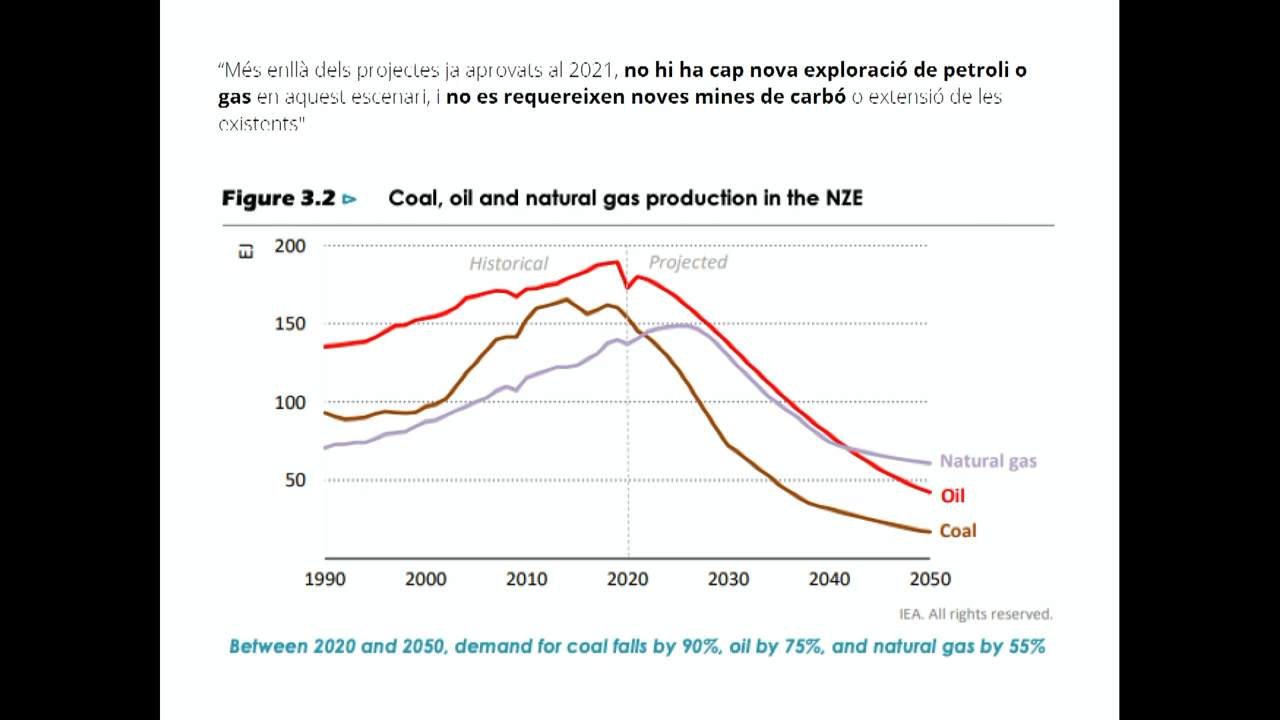 “Més enllà dels projectes ja aprovats al 2021, no hi ha cap nova exploració de petroli o
gas en aquest escenari, i no es requereixen noves mines de carbó o extensió de les
existents"
Figure 3.2 ⊳ Coal, oil and natural gas production in the NZE
EJ
200
150
100
50
Historical
Projected
Natural gas
Oil
Coal
1990 2000 2010 2020 2030 2040 2050
IEA. All rights reserved.
Between 2020 and 2050, demand for coal falls by 90%, oil by 75%, and natural gas by 55%